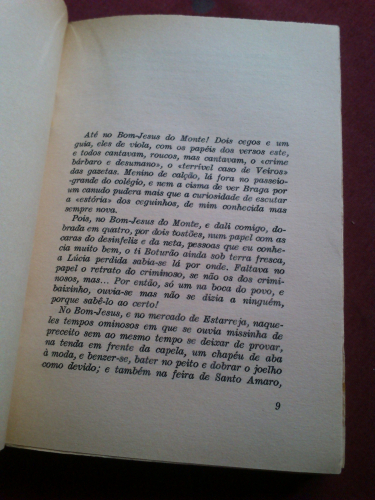 Até no Bom-Jesus do Monte! Dois cegos e um
guia, eles de viola, com os papéis dos versos este,
e todos cantavam, roucos, mas cantavam, o «crime
bárbaro e desumano», o «terrível caso de Veiros»
das gazetas. Menino de calção, lá fora no passeio-
-grande do colégio, e nem a cisma de ver Braga por
um canudo pudera mais que a curiosidade de escutar
a «estória» dos ceguinhos, de mim conhecida mas
sempre nova.
Pois, no Bom-Jesus do Monte, e dali comigo, do-
brada em quatro, por dois tostões, num papel com as
caras do desinfelis e da neta, pessoas que eu conhe-
cia muito bem, o ti Boturão ainda sob terra fresca,
a Lúcia perdida sabia-se lá por onde. Faltava no
papel o retrato do criminoso, se não os dos crimi-
nosos, mas... Por então, só um na boca do povo, e
baixinho, ouvia-se mas não se dizia a ninguém,
porque sabê-lo ao certo!
No Bom-Jesus, e no mercado de Estarreja, naque-
les tempos ominosos em que se ouvia missinha de
preceito sem ao mesmo tempo se deixar de provar,
na tenda em frente da capela, um chapéu de aba
à moda, e benzer-se, bater no peito e dobrar o joelho
como devido; e também na feira de Santo Amaro,
9